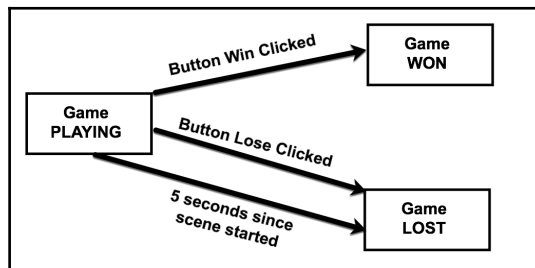 Button Win Clicked
Game
WON
Game
PLAYING
Button Lose Clicked
5 seconds since
scene started
Game
LOST